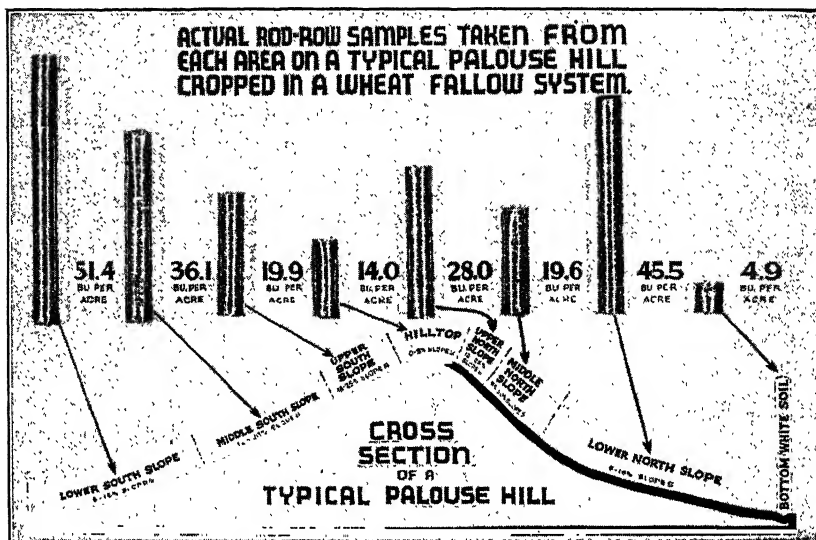 ACTUAL ROD-ROW SAMPLES TAKEN FROM
EACH AREA ON A TYPICAL PALOUSE HILL
CROPPED IN A WHEAT FALLOW SYSTEM.
51.4
BU PER
ACRE
36.1
BU PER
ACRE
19.9
BU PER
ACRE
14.0
BU. PER
ACRE
28.0
BU. PER
ACRE
19.6
BU PER
ACRE
45.5
BU PER
ACRE
4.9
BU PER
ACRE
LOWER SOUTH SLOPE
MIDDLE SOUTH SLOPE
UPPER
SOUTH
SLOPE
HILLTOP
UPPER
NORTH
SLOPE
MIDDLE
NORTH
SLOPE
LOWER NORTH SLOPE
BOTTOM WHITE SOIL
CROSS
SECTION
OF A
TYPICAL PALOUSE HILL